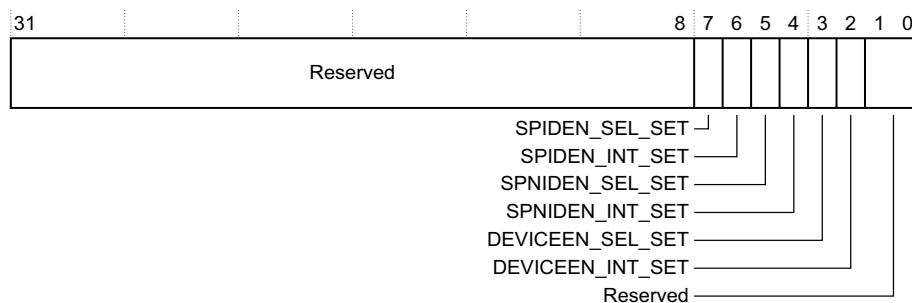 31 8 7 6 5 4 3 2 1 0
Reserved
SPIDEN_SEL_SET
SPIDEN_INT_SET
SPNIDEN_SEL_SET
SPNIDEN_INT_SET
DEVICEEN_SEL_SET
DEVICEEN_INT_SET
Reserved